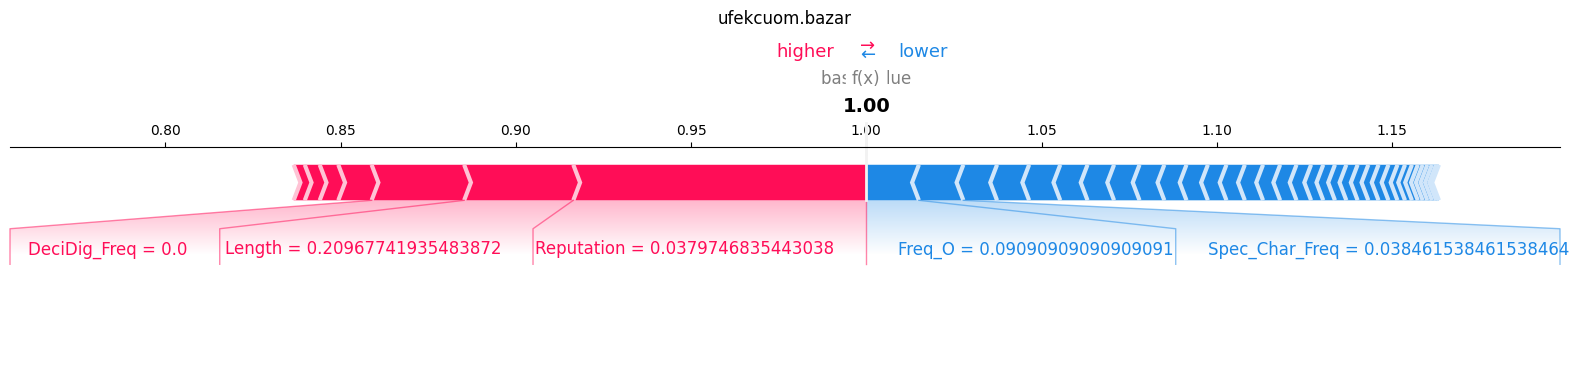 ufekcuom.bazar
higher → ← lower
f(x)
1.00
0.80 0.85 0.90 0.95 1.00 1.05 1.10 1.15
DeciDig_Freq = 0.0 Length = 0.20967741935483872 Reputation = 0.0379746835443038 Freq_O = 0.09090909090909091 Spec_Char_Freq = 0.038461538461538464